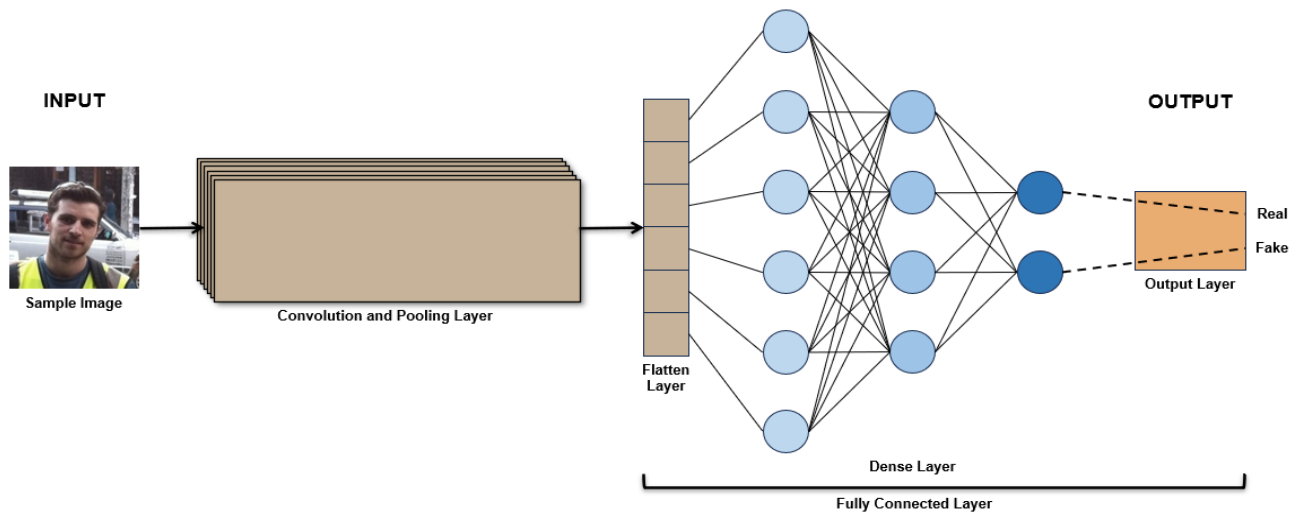 INPUT
OUTPUT
Sample Image
Convolution and Pooling Layer
Flatten
Layer
Real
Fake
Output Layer
Dense Layer
Fully Connected Layer